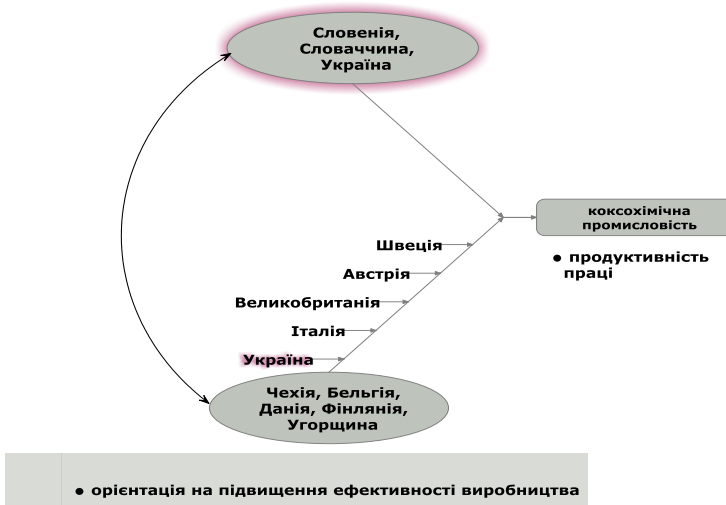 Словенія,
Словаччина,
Україна
коксохімічна
промисловість
● продуктивність
праці
Швеція
Австрія
Великобританія
Італія
Україна
Чехія, Бельгія,
Данія, Фінлянія,
Угорщина
● орієнтація на підвищення ефективності виробництва